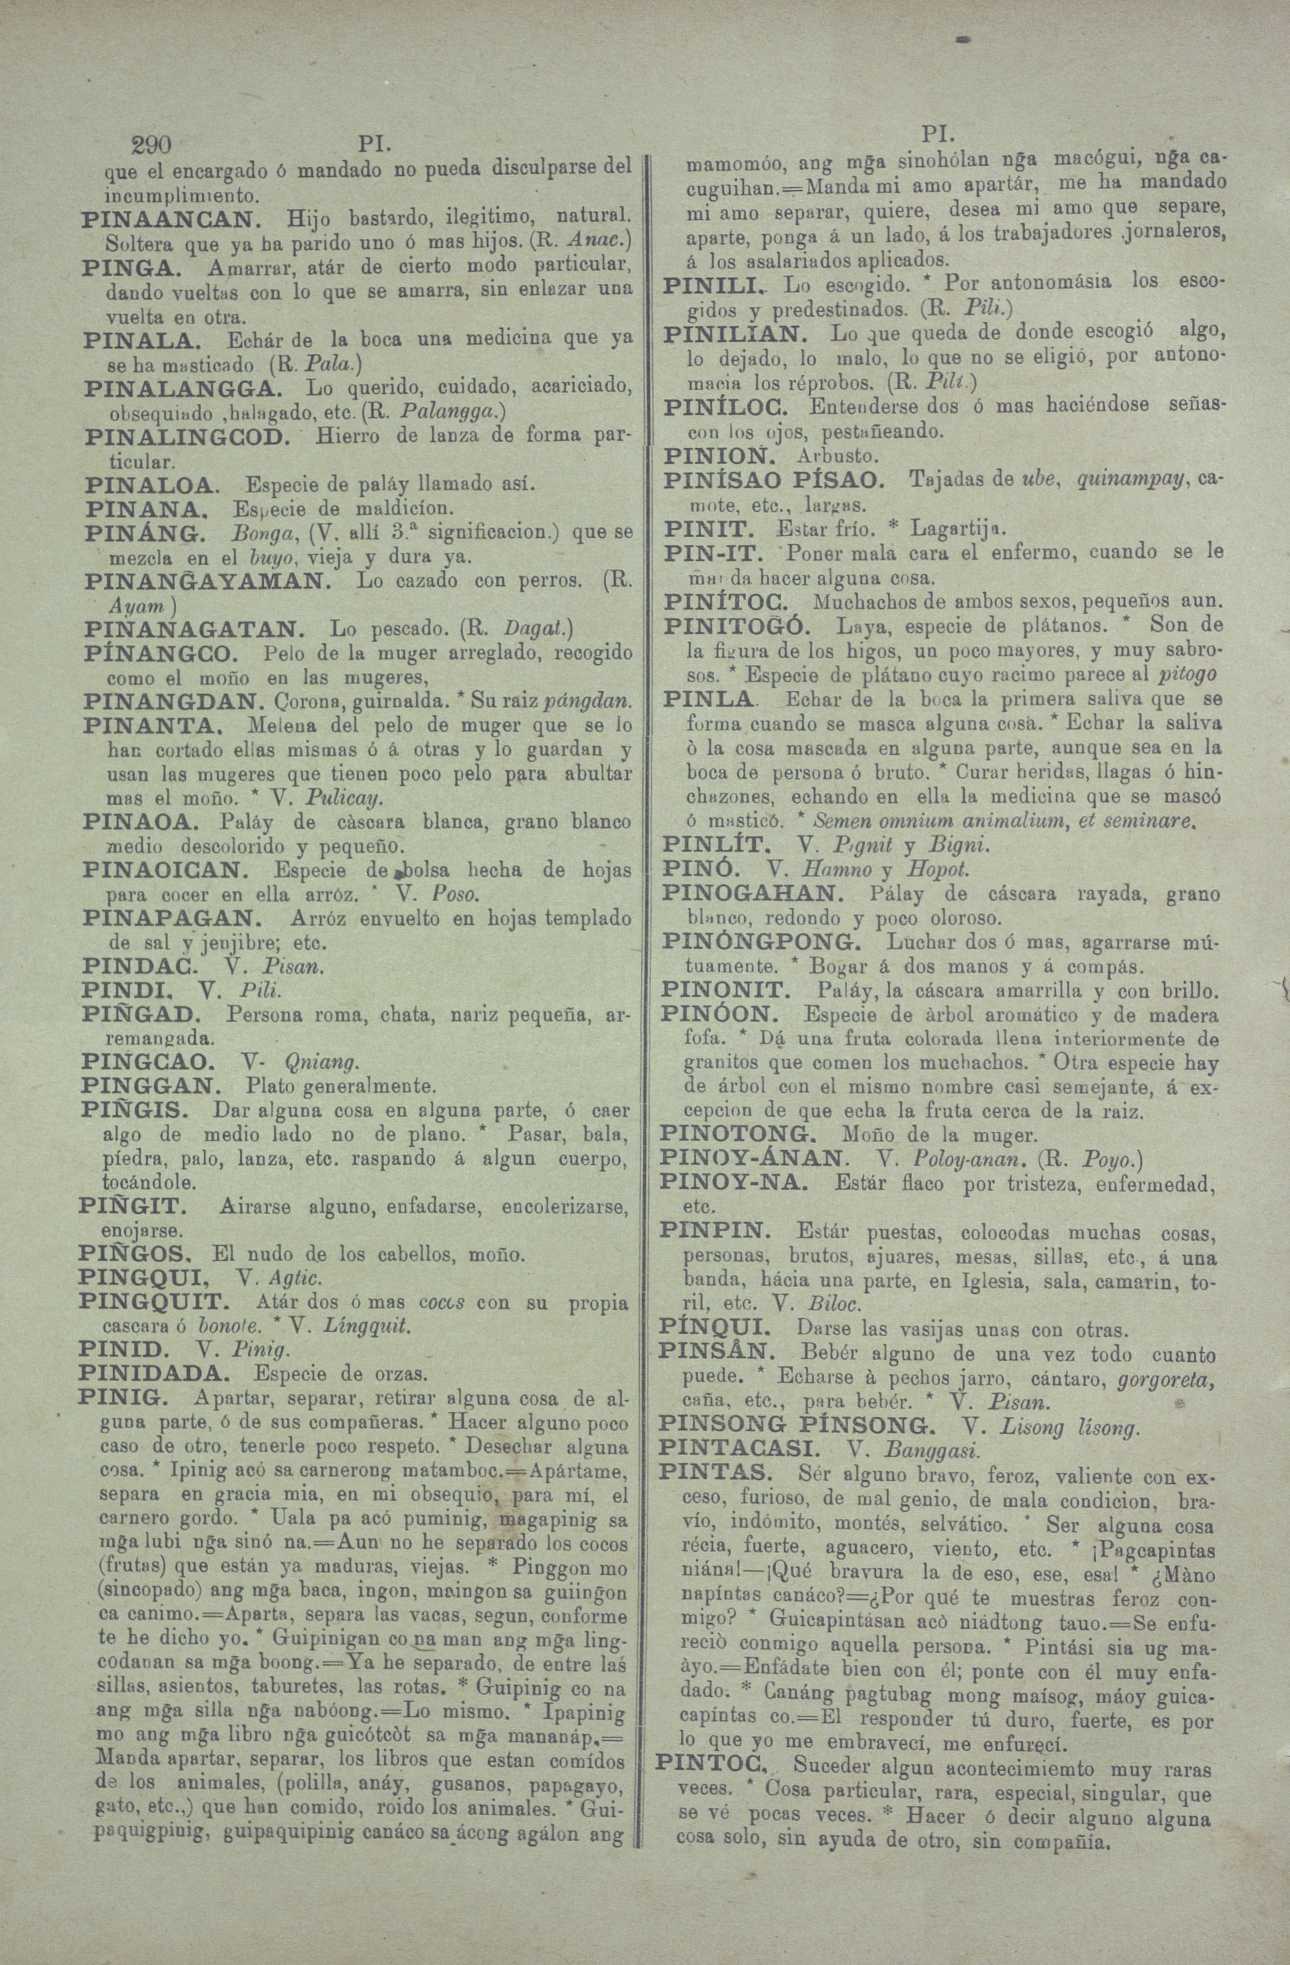 290
PI.
que el encargado ó mandado no pueda disculparse del
incumplimiento.
PINAANCAN. Hijo bastardo, ilegitimo, natural.
Soltera que ya ha parido uno ó mas hijos. (R. Anac.)
PINGA. Amarrar, atár de cierto modo particular,
dando vueltas con lo que se amarra, sin enlazar una
vuelta en otra.
PINALA. Echár de la boca una medicina que ya
se ha masticado (R. Pala.)
PINALANGGA. Lo querido, cuidado, acariciado,
obsequiado ,halagado, etc. (R. Palangga.)
PINALINGCOD. Hierro de lanza de forma par-
ticular.
PINALOA. Especie de paláy llamado así.
PINANA. Especie de maldicíon.
PINÁNG. Bonga, (V. allí 3.ª significacion.) que se
mezcla en el buyo, vieja y dura ya.
PINANG̃AYAMAN. Lo cazado con perros. (R.
Ayam )
PINANAGATAN. Lo pescado. (R. Dagat.)
PÍNANGCO. Pelo de la muger arreglado, recogido
como el moño en las mugeres,
PINANGDAN. Corona, guirnalda. * Su raiz pángdan.
PINANTA. Melena del pelo de muger que se lo
han cortado ellas mismas ó á otras y lo guardan y
usan las mugeres que tienen poco pelo para abultar
mas el moño. * V. Pulicay.
PINAOA. Paláy de càscara blanca, grano blanco
medio descolorido y pequeño.
PINAOICAN. Especie de bolsa hecha de hojas
para cocer en ella arróz. * V. Poso.
PINAPAGAN. Arróz envuelto en hojas templado
de sal y jenjibre; etc.
PINDAC. V. Pisan.
PINDI. V. Pili.
PIÑGAD. Persona roma, chata, nariz pequeña, ar-
remangada.
PINGCAO. V- Qniang.
PINGGAN. Plato generalmente.
PIÑGIS. Dar alguna cosa en alguna parte, ó caer
algo de medio lado no de plano. * Pasar, bala,
píedra, palo, lanza, etc. raspando á algun cuerpo,
tocándole.
PIÑGIT. Airarse alguno, enfadarse, encolerizarse,
enojarse.
PIÑGOS. El nudo de los cabellos, moño.
PINGQUI, V. Agtic.
PINGQUIT. Atár dos ó mas cocos con su propia
cascara ó bonote. * V. Língquit.
PINID. V. Pinig.
PINIDADA. Especie de orzas.
PINIG. Apartar, separar, retirar alguna cosa de al-
guna parte, ó de sus compañeras. * Hacer alguno poco
caso de otro, tenerle poco respeto. * Desechar alguna
cosa. * Ipinig acó sa carnerong matamboc.=Apártame,
separa en gracia mia, en mi obsequio, para mí, el
carnero gordo. * Uala pa acó puminig, magapinig sa
mg̃a lubi ng̃a sinó na.=Aun no he separado los cocos
(frutas) que están ya maduras, viejas. * Pinggon mo
(sincopado) ang mg̃a baca, ingon, maingon sa guiing̃on
ca canimo.=Aparta, separa las vacas, segun, conforme
te he dicho yo. * Guipinigan co na man ang mg̃a ling-
codanan sa mg̃a boong.=Ya he separado, de entre las
sillas, asientos, taburetes, las rotas. * Guipinig co na
ang mg̃a silla ng̃a nabóong.=Lo mismo. * Ipapinig
mo ang mg̃a libro ng̃a guicótcòt sa mg̃a mananáp.=
Manda apartar, separar, los libros que estan comídos
de los animales, (polilla, anáy, gusanos, papagayo,
gato, etc.,) que han comido, roido los animales. * Gui-
paquigpinig, guipaquipinig canáco sa ácong agálon ang
PI.
mamomóo, ang mg̃a sinohólan ng̃a macógui, ng̃a ca-
cuguihan.=Manda mi amo apartár, me ha mandado
mi amo separar, quiere, desea mi amo que separe,
aparte, ponga á un lado, á los trabajadores jornaleros,
á los asalariados aplicados.
PINILI. Lo escogido. * Por antonomásia los esco-
gidos y predestinados. (R. Pili.)
PINILIAN. Lo que queda de donde escogió algo,
lo dejado, lo malo, lo que no se eligió, por antono-
macia los réprobos. (R. Pilí.)
PINÍLOC. Entenderse dos ó mas haciéndose señas-
con los ojos, pestañeando.
PINION. Arbusto.
PINÍSAO PÍSAO. Tajadas de ube, quinampay, ca-
mote, etc., largas.
PINIT. Estar frío. * Lagartija.
PIN-IT. Poner mala cara el enfermo, cuando se le
manda hacer alguna cosa.
PINÍTOC. Muchachos de ambos sexos, pequeños aun.
PINITOG̃Ó. Laya, especie de plátanos. * Son de
la figura de los higos, un poco mayores, y muy sabro-
sos. * Especie de plátano cuyo racimo parece al pitogo
PINLA. Echar de la boca la primera saliva que se
forma cuando se masca alguna cosà. * Echar la saliva
ò la cosa mascada en alguna parte, aunque sea en la
boca de persona ó bruto. * Curar heridas, llagas ó hin-
chazones, echando en ella la medicina que se mascó
ó masticó. * Semen omnium animalium, et seminare.
PINLÍT. V. Pignit y Bigni.
PINÓ. V. Hamno y Hopot.
PINOGAHAN. Pálay de cáscara rayada, grano
blanco, redondo y poco oloroso.
PINÓNGPONG. Luchar dos ó mas, agarrarse mú-
tuamente. * Bogar á dos manos y á compás.
PINONIT. Paláy, la cáscara amarrilla y con brillo.
PINÓON. Especie de àrbol aromático y de madera
fofa. * Dá una fruta colorada llena interiormente de
granitos que comen los muchachos. * Otra especie hay
de árbol con el mismo nombre casi semejante, á ex-
cepcion de que echa la fruta cerca de la raiz.
PINOTONG. Moño de la muger.
PINOY-ÁNAN. V. Poloy-anan. (R. Poyo.)
PINOY-NA. Estár flaco por tristeza, enfermedad,
etc.
PINPIN. Estár puestas, colocodas muchas cosas,
personas, brutos, ajuares, mesas, sillas, etc., á una
banda, hácia una parte, en Iglesia, sala, camarin, to-
ril, etc. V. Biloc.
PÍNQUI. Darse las vasijas unas con otras.
PINSÂN. Bebér alguno de una vez todo cuanto
puede. * Echarse à pechos jarro, cántaro, gorgoreta,
caña, etc., para bebér. * V. Pisan.
PINSONG PÍNSONG. V. Lisong lísong.
PINTACASI. V. Banggasi.
PINTAS. Sér alguno bravo, feroz, valiente con ex-
ceso, furioso, de mal genio, de mala condicion, bra-
vío, indómito, montés, selvático. * Ser alguna cosa
récia, fuerte, aguacero, viento, etc. * ¡Pagcapintas
niána!—¡Qué bravura la de eso, ese, esa! * ¿Màno
napíntas canáco?=¿Por qué te muestras feroz con-
migo? * Guicapintásan acò niádtong tauo.=Se enfu-
reciò conmigo aquella persona. * Pintási sia ug ma-
àyo.=Enfádate bien con él; ponte con él muy enfa-
dado. * Canáng pagtubag mong maísog, máoy guica-
capíntas co.=El responder tú duro, fuerte, es por
lo que yo me embravecí, me enfurecí.
PINTOC. Suceder algun acontecimiemto muy raras
veces. * Cosa particular, rara, especial, singular, que
se vé pocas veces. * Hacer ó decir alguno alguna
cosa solo, sin ayuda de otro, sin compañía.